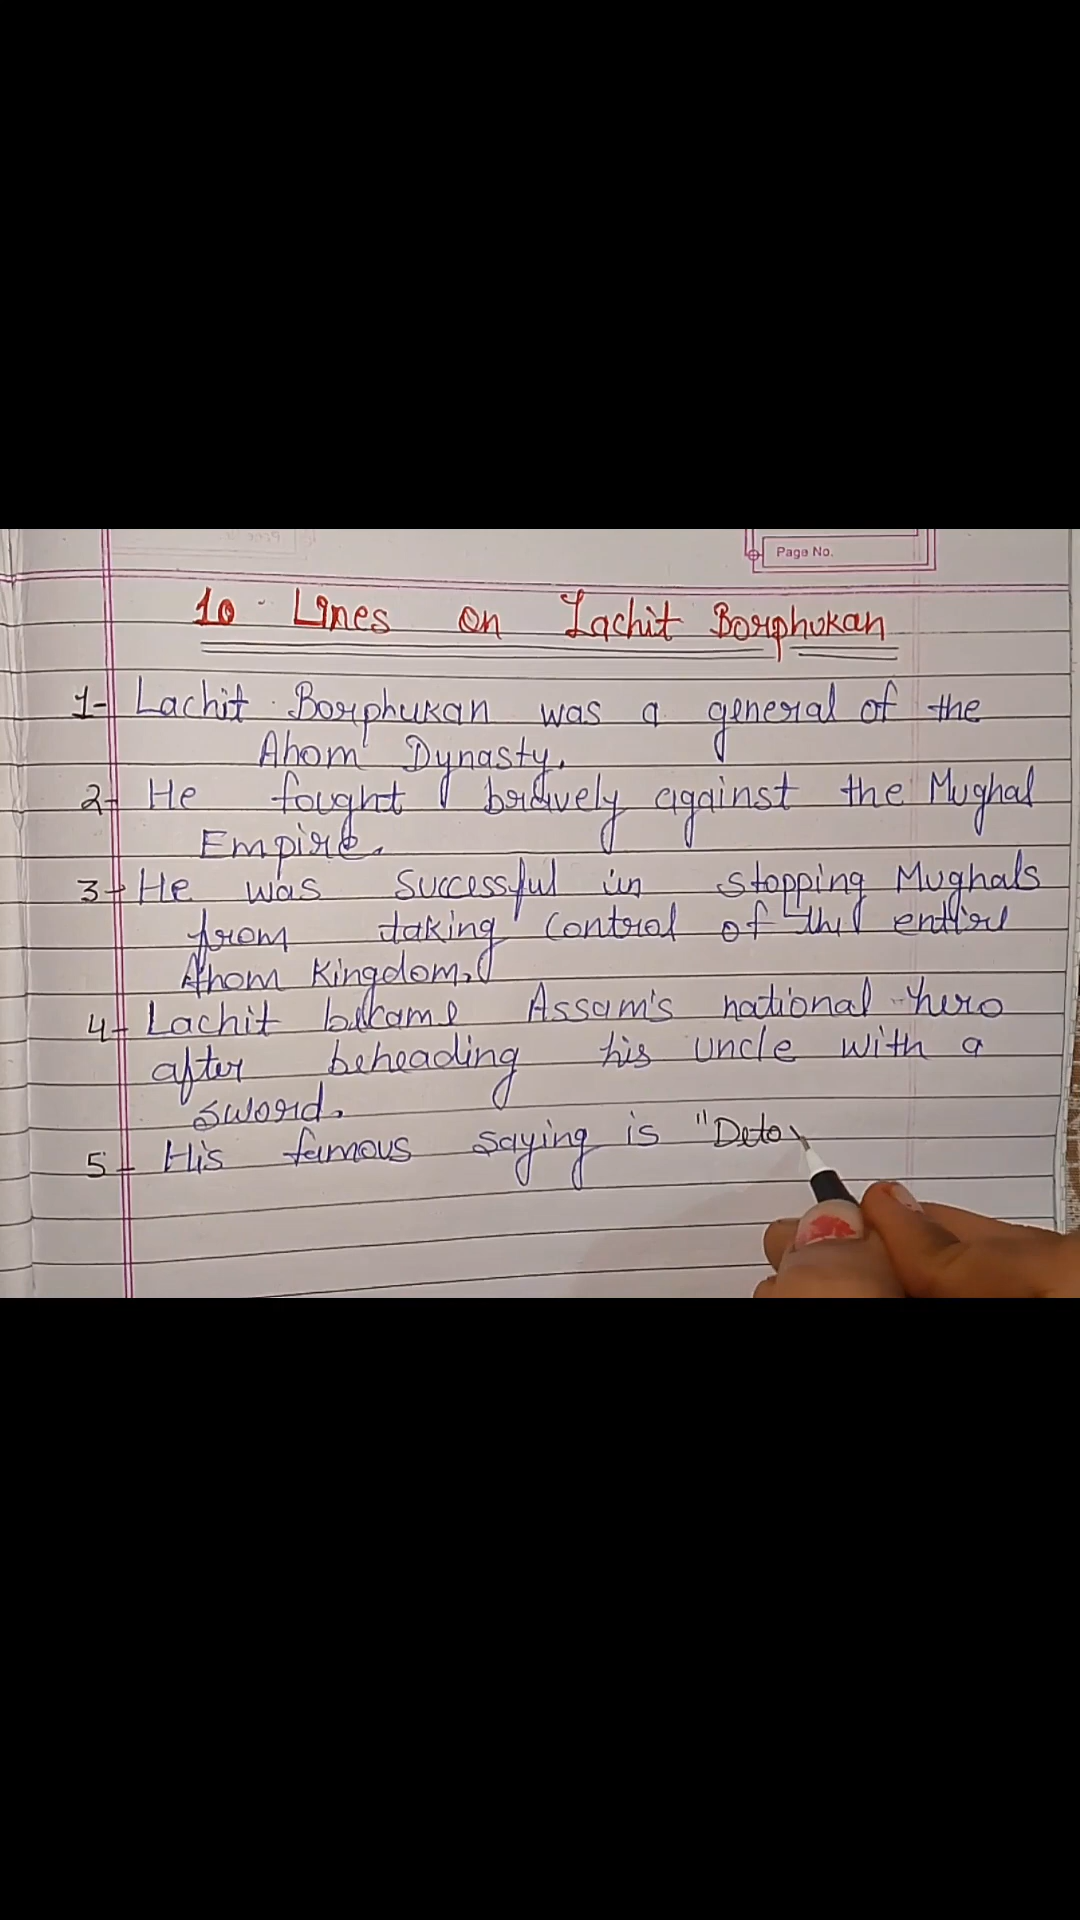 Page No.
10 Lines on Lachit Borphukan
1- Lachit Borphukan was a general of the
Ahom Dynasty.
2- He fought bravely against the Mughal
Empire.
3- He was successful in stopping Mughals
from taking control of the entire
Ahom Kingdom.
4- Lachit became Assam's national hero
after beheading his uncle with a
sword.
5- His famous saying is "Deto